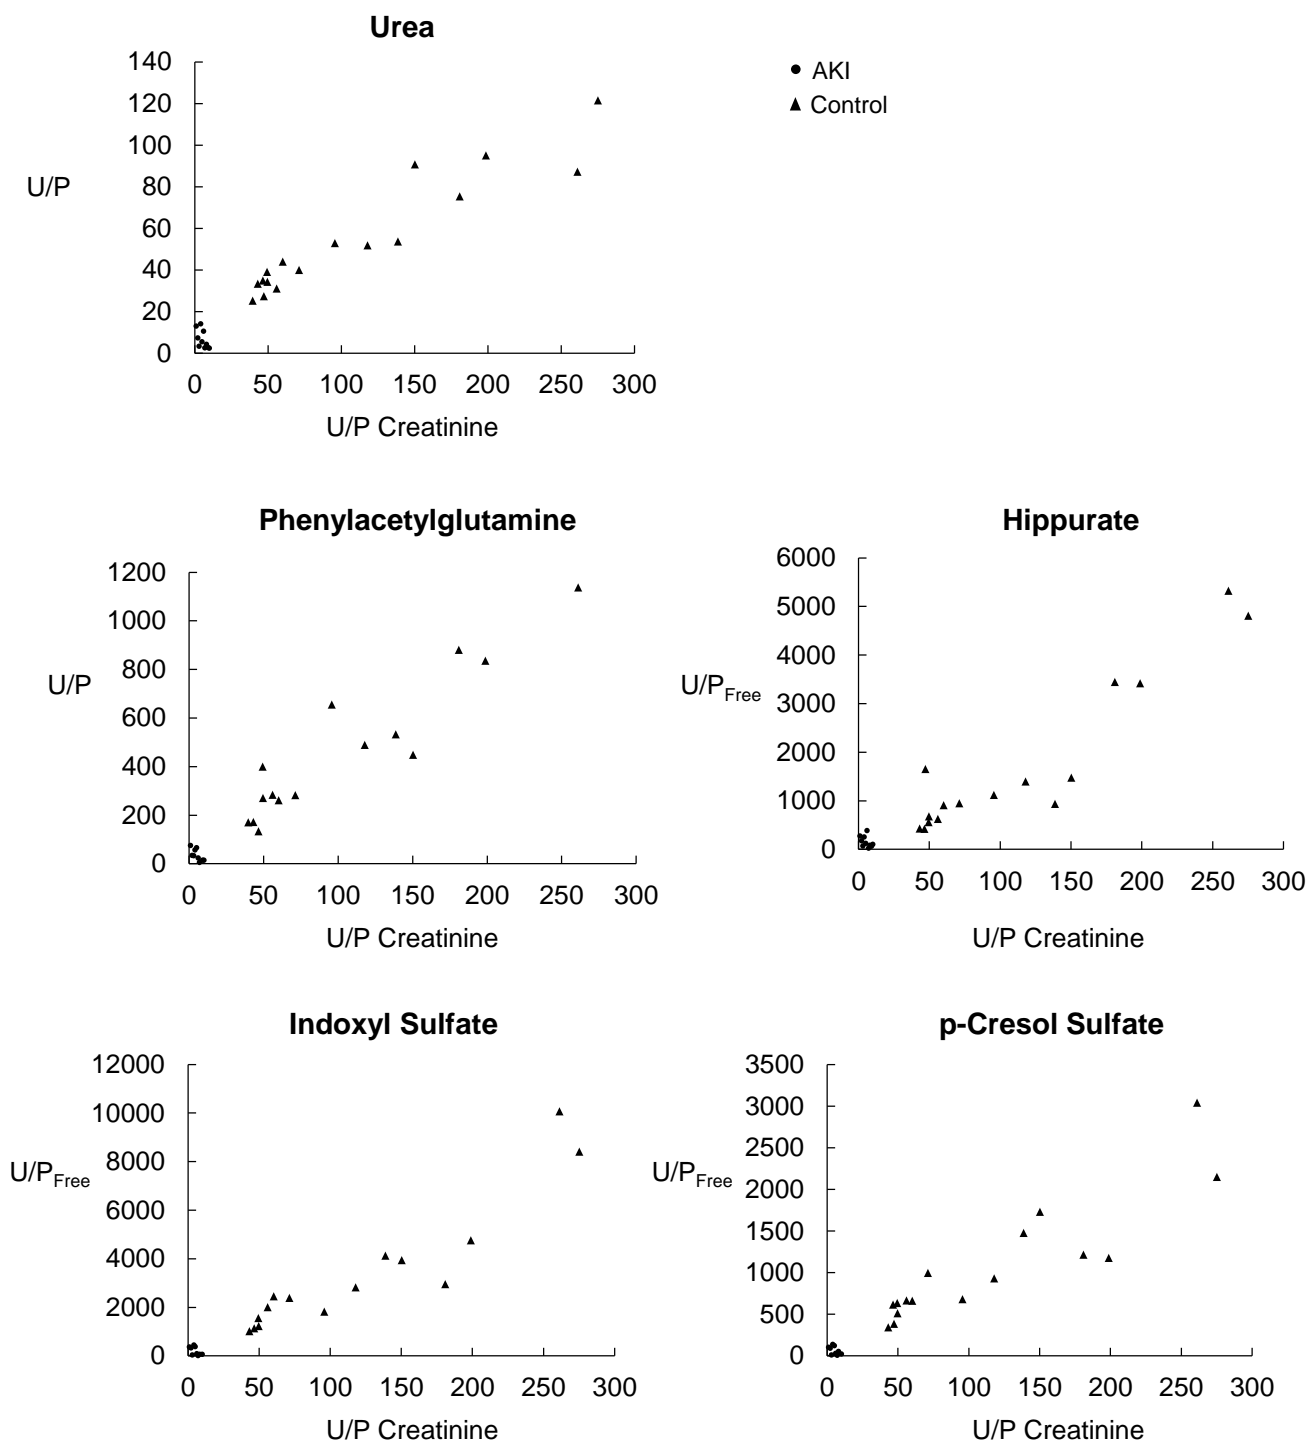 Urea
140
120
100
80
60
40
20
0
U/P
0 50 100 150 200 250 300
U/P Creatinine
AKI
Control
Phenylacetylglutamine
1200
1000
800
600
400
200
0
U/P
0 50 100 150 200 250 300
U/P Creatinine
Hippurate
6000
5000
4000
3000
2000
1000
0
U/PFree
0 50 100 150 200 250 300
U/P Creatinine
Indoxyl Sulfate
12000
10000
8000
6000
4000
2000
0
U/PFree
0 50 100 150 200 250 300
U/P Creatinine
p-Cresol Sulfate
3500
3000
2500
2000
1500
1000
500
0
U/PFree
0 50 100 150 200 250 300
U/P Creatinine